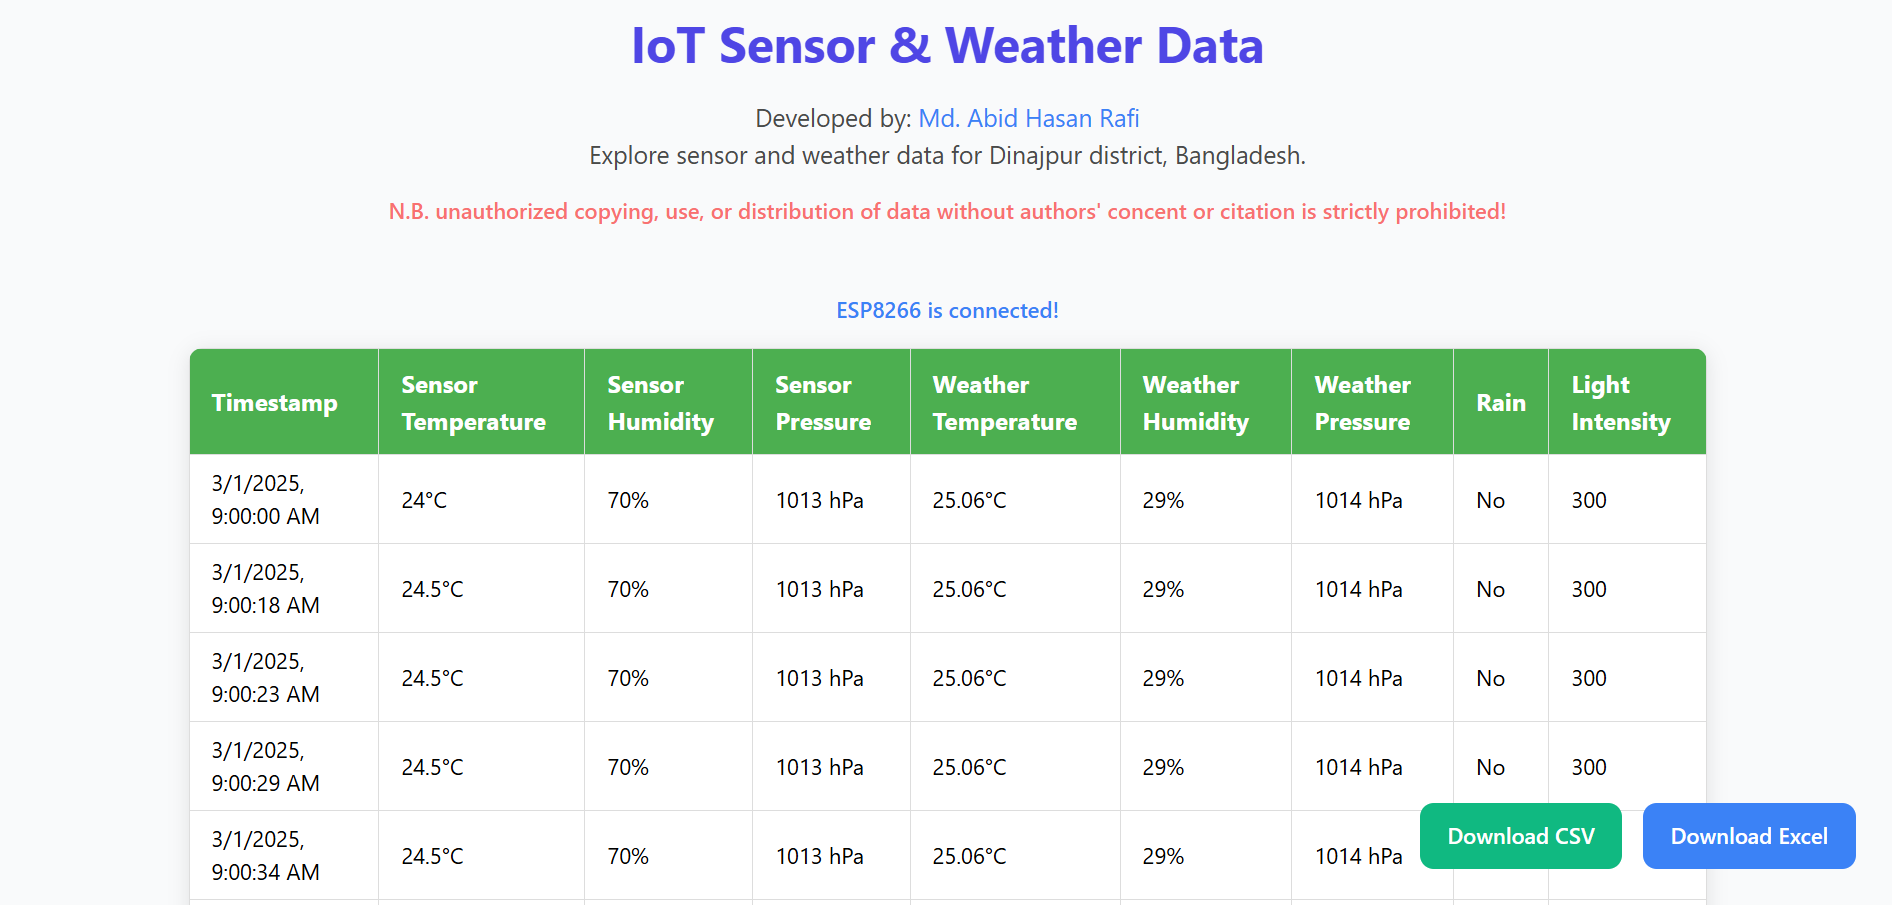 IoT Sensor & Weather Data
Developed by: Md. Abid Hasan Rafi
Explore sensor and weather data for Dinajpur district, Bangladesh.
N.B. unauthorized copying, use, or distribution of data without authors' concent or citation is strictly prohibited!
ESP8266 is connected!
Timestamp Sensor Temperature Sensor Humidity Sensor Pressure Weather Temperature Weather Humidity Weather Pressure Rain Light Intensity
3/1/2025, 9:00:00 AM 24°C 70% 1013 hPa 25.06°C 29% 1014 hPa No 300
3/1/2025, 9:00:18 AM 24.5°C 70% 1013 hPa 25.06°C 29% 1014 hPa No 300
3/1/2025, 9:00:23 AM 24.5°C 70% 1013 hPa 25.06°C 29% 1014 hPa No 300
3/1/2025, 9:00:29 AM 24.5°C 70% 1013 hPa 25.06°C 29% 1014 hPa No 300
3/1/2025, 9:00:34 AM 24.5°C 70% 1013 hPa 25.06°C 29% 1014 hPa
Download CSV Download Excel